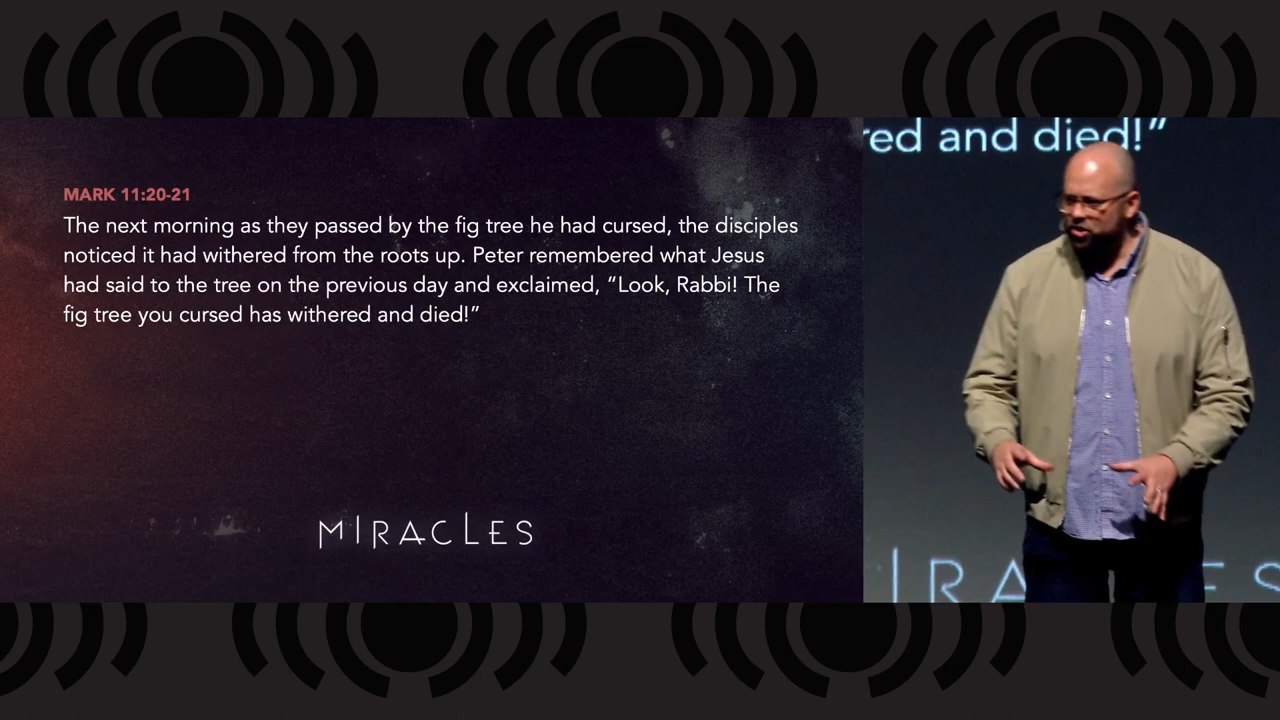 MARK 11:20-21
The next morning as they passed by the fig tree he had cursed, the disciples
noticed it had withered from the roots up. Peter remembered what Jesus
had said to the tree on the previous day and exclaimed, “Look, Rabbi! The
fig tree you cursed has withered and died!”
MIRACLES
red and died!”
IRACLES